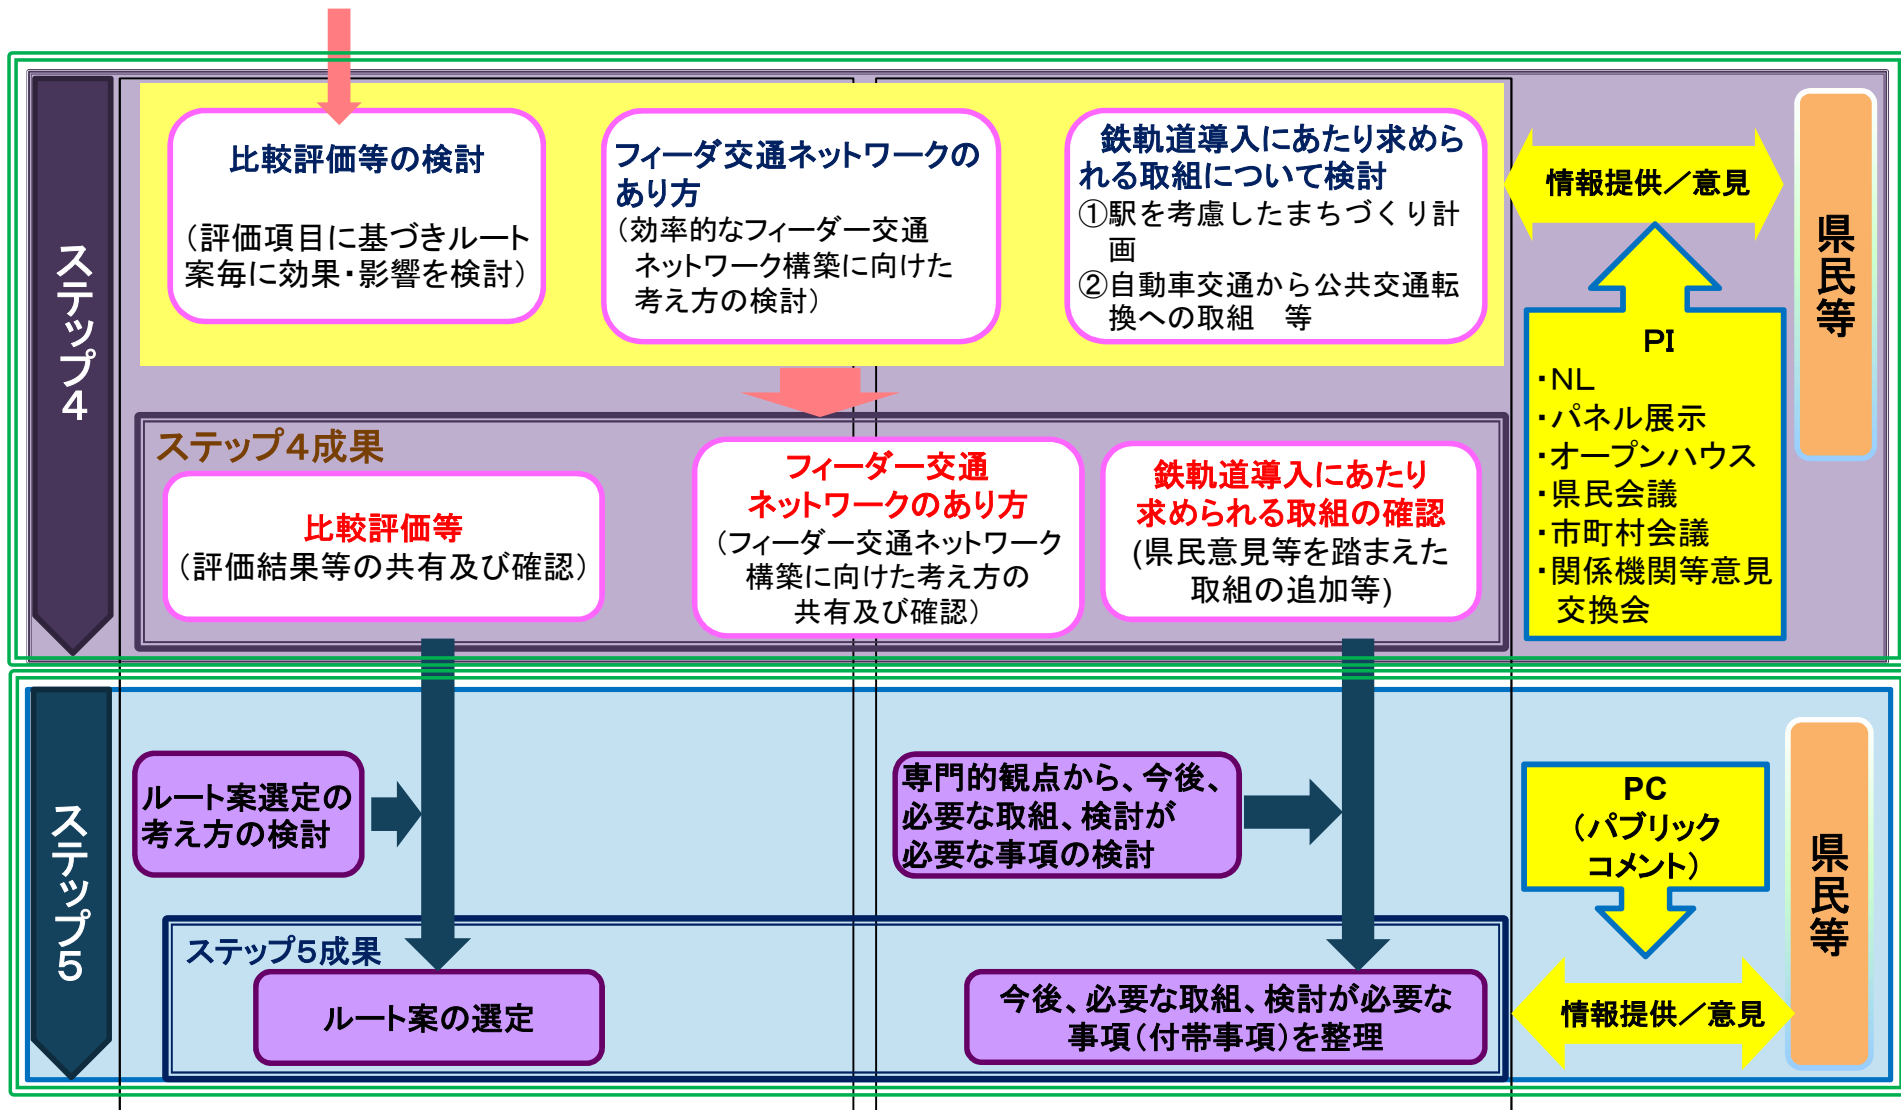 ステップ４
比較評価等の検討
（評価項目に基づきルート
案毎に効果・影響を検討）
フィーダ交通ネットワークの
あり方
（効率的なフィーダー交通
ネットワーク構築に向けた
考え方の検討）
鉄軌道導入にあたり求めら
れる取組について検討
①駅を考慮したまちづくり計
画
②自動車交通から公共交通転
換への取組　等
情報提供／意見
県民等
ＰＩ
・ＮＬ
・パネル展示
・オープンハウス
・県民会議
・市町村会議
・関係機関等意見
交換会
ステップ４成果
比較評価等
（評価結果等の共有及び確認）
フィーダー交通
ネットワークのあり方
（フィーダー交通ネットワーク
構築に向けた考え方の
共有及び確認）
鉄軌道導入にあたり
求められる取組の確認
(県民意見等を踏まえた
取組の追加等)
ステップ５
ルート案選定の
考え方の検討
専門的観点から、今後、
必要な取組、検討が
必要な事項の検討
PC
（パブリック
コメント）
県民等
ステップ５成果
ルート案の選定
今後、必要な取組、検討が必要な
事項（付帯事項）を整理
情報提供／意見